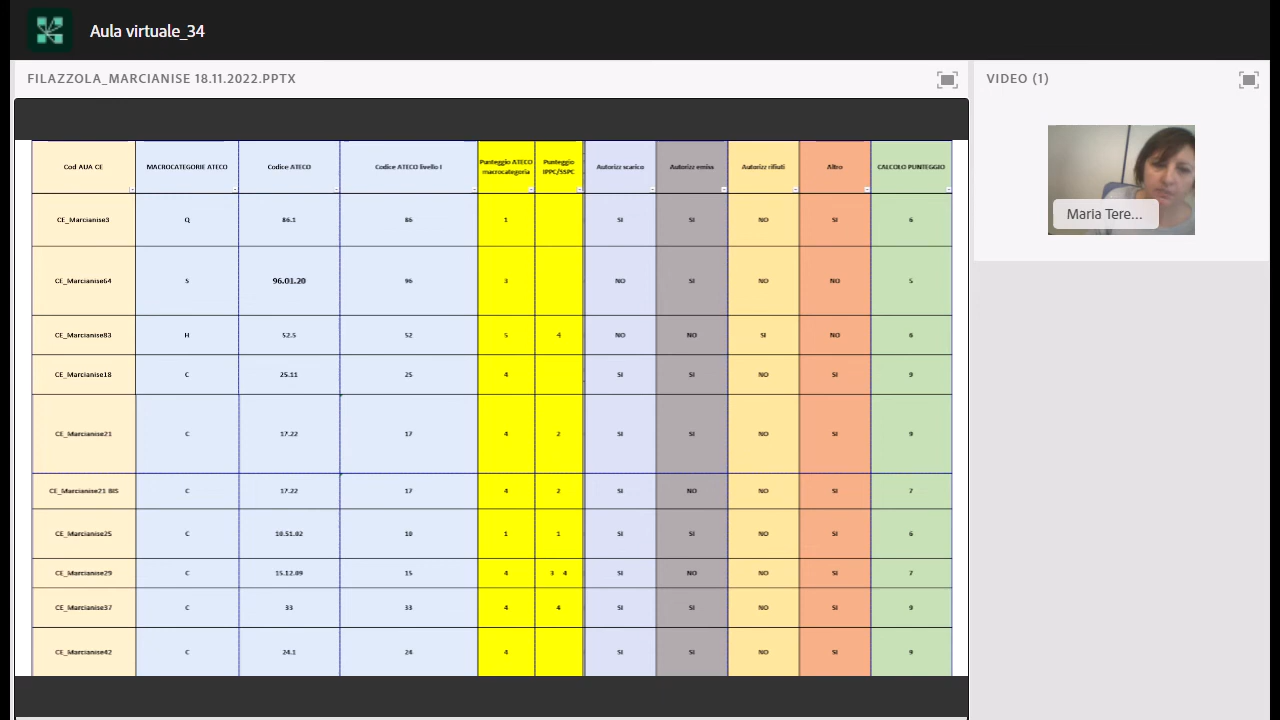 Aula virtuale_34
FILAZZOLA_MARCIANISE 18.11.2022.PPTX
VIDEO (1)
Maria Tere...
Cod AUA CE MACROCATEGORIE ATECO Codice ATECO Codice ATECO livello I Punteggio ATECO macrocategoria Punteggio IPPC/SSPC Autorizz scarico Autorizz emiss Autorizz rifiuti Altro CALCOLO PUNTEGGIO
CE_Marcianise3 Q 86.1 86 1 SI SI NO SI 6
CE_Marcianise64 S 96.01.20 96 3 NO SI NO NO 5
CE_Marcianise83 H 52.5 52 5 4 NO NO SI NO 6
CE_Marcianise18 C 25.11 25 4 SI SI NO SI 9
CE_Marcianise21 C 17.22 17 4 2 SI SI NO SI 9
CE_Marcianise21 BIS C 17.22 17 4 2 SI NO NO SI 7
CE_Marcianise25 C 10.51.02 10 1 1 SI SI NO SI 6
CE_Marcianise29 C 15.12.09 15 4 3 4 SI NO NO SI 7
CE_Marcianise37 C 33 33 4 4 SI SI NO SI 9
CE_Marcianise42 C 24.1 24 4 SI SI NO SI 9